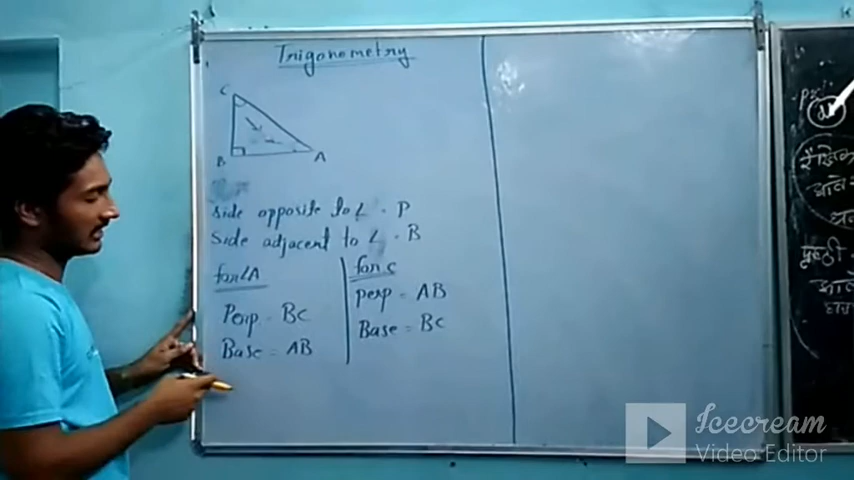 Trigonometry
C
B
A
side opposite to ∠ - P
side adjacent to ∠ - B
for ∠A
Perp - BC
Base = AB
for C
perp = AB
Base = BC
Icecream
Video Editor